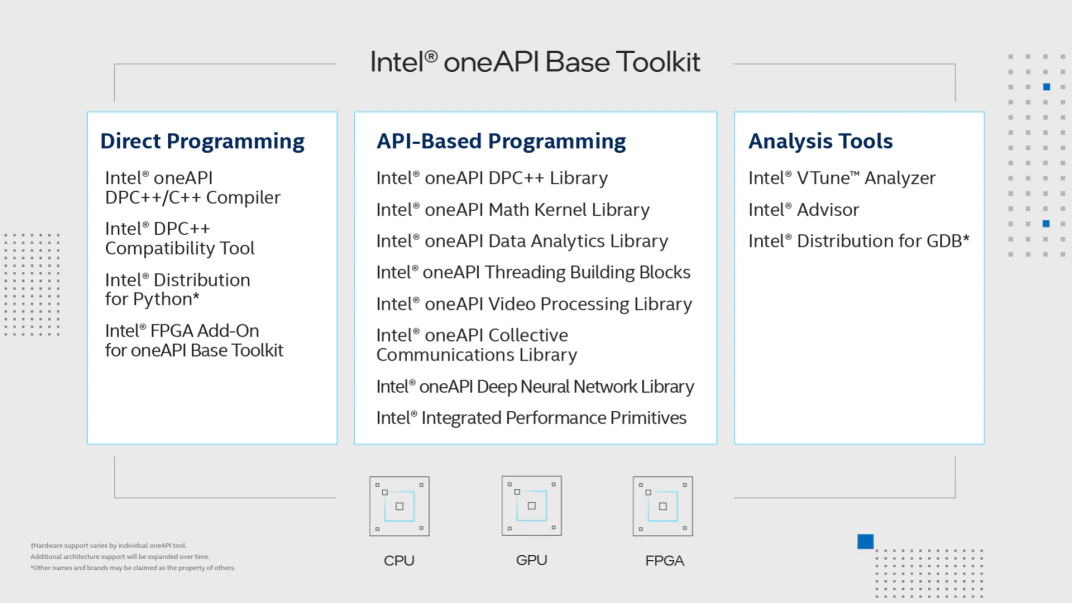 Intel® oneAPI Base Toolkit
Direct Programming
Intel® oneAPI
DPC++/C++ Compiler
Intel® DPC++
Compatibility Tool
Intel® Distribution
for Python*
Intel® FPGA Add-On
for oneAPI Base Toolkit
API-Based Programming
Intel® oneAPI DPC++ Library
Intel® oneAPI Math Kernel Library
Intel® oneAPI Data Analytics Library
Intel® oneAPI Threading Building Blocks
Intel® oneAPI Video Processing Library
Intel® oneAPI Collective
Communications Library
Intel® oneAPI Deep Neural Network Library
Intel® Integrated Performance Primitives
Analysis Tools
Intel® VTune™ Analyzer
Intel® Advisor
Intel® Distribution for GDB*
CPU
GPU
FPGA
†Hardware support varies by individual oneAPI tool.
Additional architecture support will be expanded over time.
*Other names and brands may be claimed as the property of others.